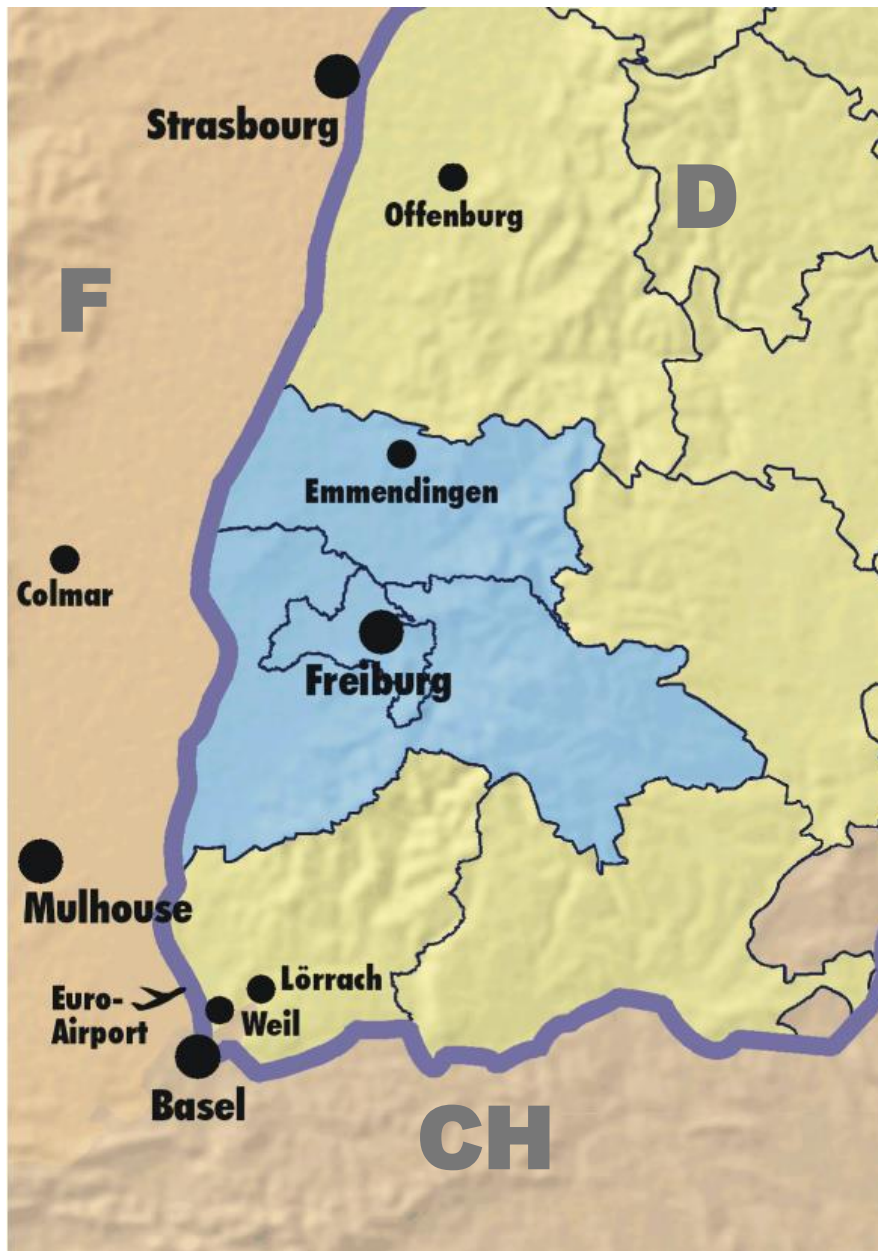 Strasbourg
Offenburg
D
F
Emmendingen
Colmar
Freiburg
Mulhouse
Lörrach
Euro-
Airport
Weil
Basel
CH